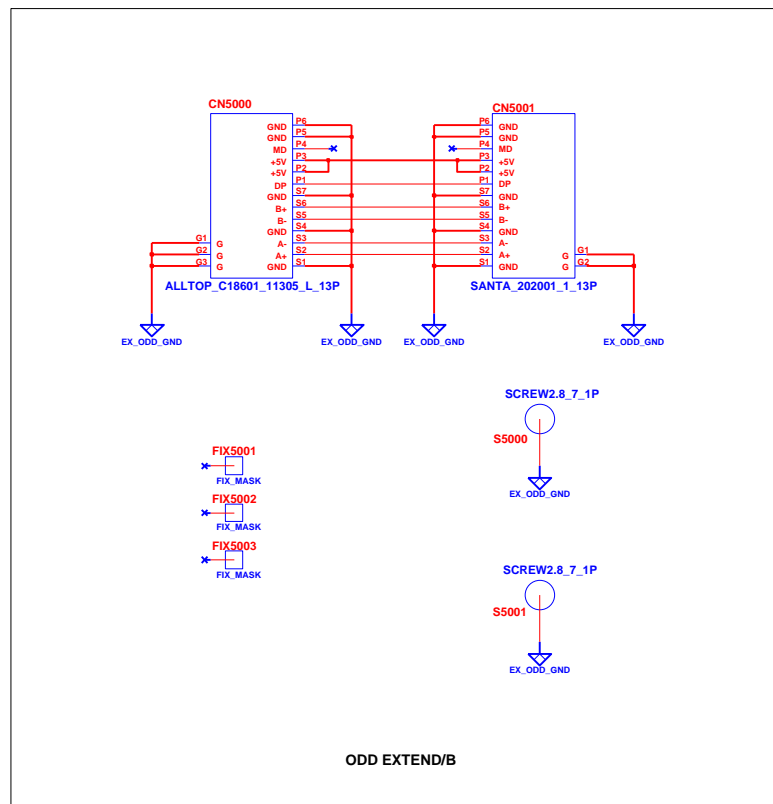 CN5000
P6
GND
P5
GND
P4
MD
P3
+5V
P2
+5V
P1
DP
S7
GND
S6
B+
S5
B-
S4
GND
S3
A-
S2
A+
S1
GND
G1
G
G2
G
G3
G
ALLTOP_C18601_11305_L_13P
CN5001
P6
GND
P5
GND
P4
MD
P3
+5V
P2
+5V
P1
DP
S7
GND
S6
B+
S5
B-
S4
GND
S3
A-
S2
A+
S1
GND
G1
G
G2
G
SANTA_202001_1_13P
EX_ODD_GND
EX_ODD_GND
EX_ODD_GND
EX_ODD_GND
SCREW2.8_7_1P
S5000
EX_ODD_GND
FIX5001
FIX_MASK
FIX5002
FIX_MASK
FIX5003
FIX_MASK
SCREW2.8_7_1P
S5001
EX_ODD_GND
ODD EXTEND/B